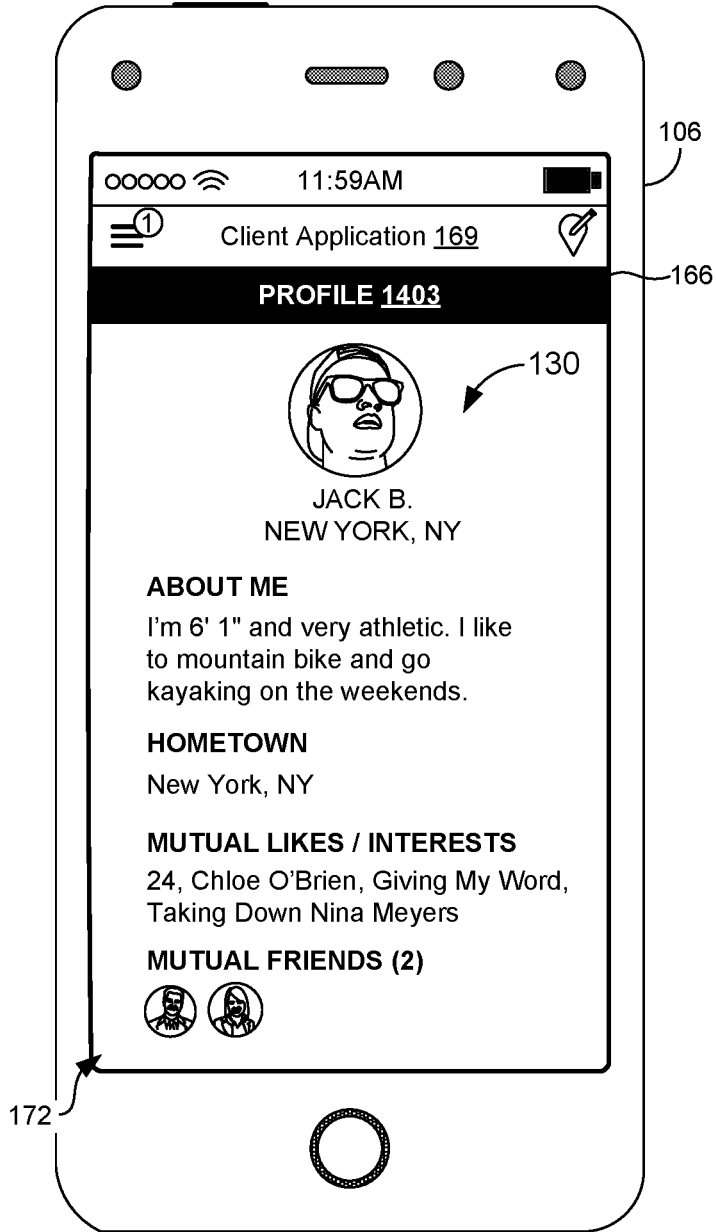 106
11:59AM
1
Client Application 169
166
PROFILE 1403
130
JACK B.
NEW YORK, NY
ABOUT ME
I'm 6' 1" and very athletic. I like
to mountain bike and go
kayaking on the weekends.
HOMETOWN
New York, NY
MUTUAL LIKES / INTERESTS
24, Chloe O'Brien, Giving My Word,
Taking Down Nina Meyers
MUTUAL FRIENDS (2)
172